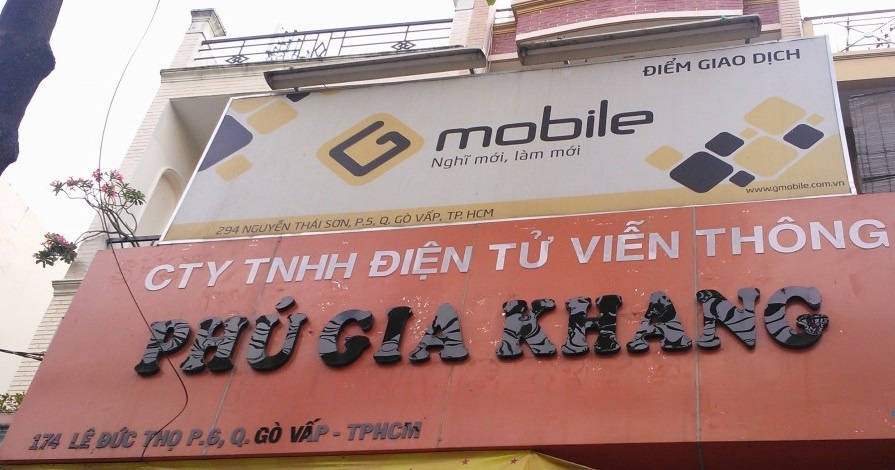 ĐIỂM GIAO DỊCH
G mobile
Nghĩ mới, làm mới
www.gmobile.com.vn
294 NGUYỄN THÁI SƠN, P.5, Q. GÒ VẤP, TP. HCM
CTY TNHH ĐIỆN TỬ VIỄN THÔNG
PHÚ GIA KHANG
174 LÊ ĐỨC THỌ P.6, Q. GÒ VẤP - TPHCM